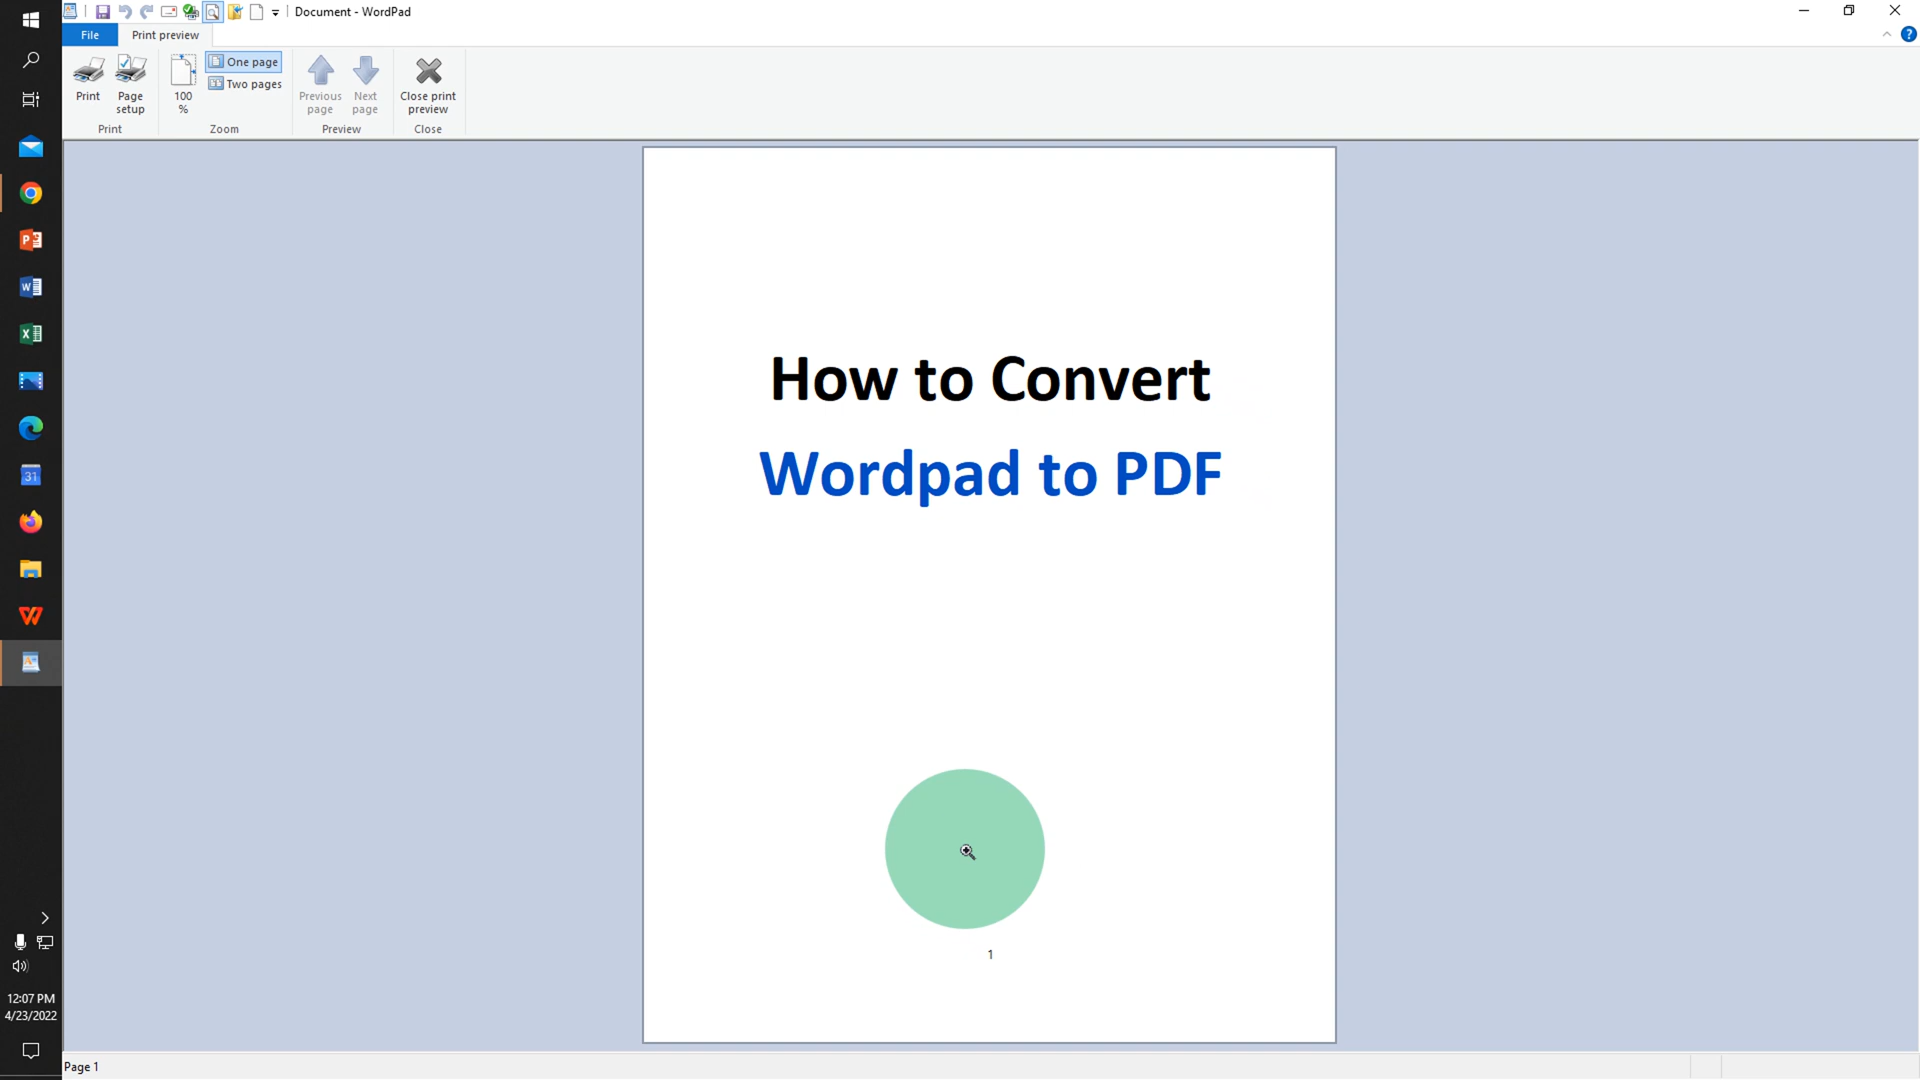 Document - WordPad
File
Print preview
Print
Page setup
100 %
One page
Two pages
Previous page
Next page
Close print preview
Print
Zoom
Preview
Close
How to Convert
Wordpad to PDF
1
31
12:07 PM
4/23/2022
Page 1